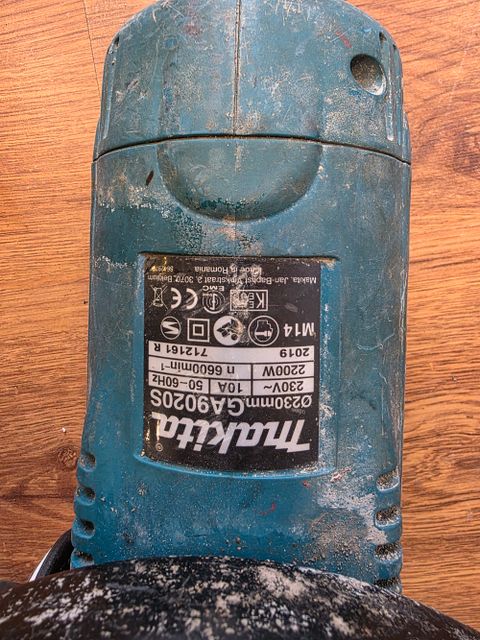 makita
Ø230mm GA9020S
230V~ 10A 50–60Hz
2200W n 6600min⁻¹
2019 712161 R
M14
CE
EMC
Makita, Jan-Baptist Vinkstraat 2, 3070, Belgium
Made in Romania